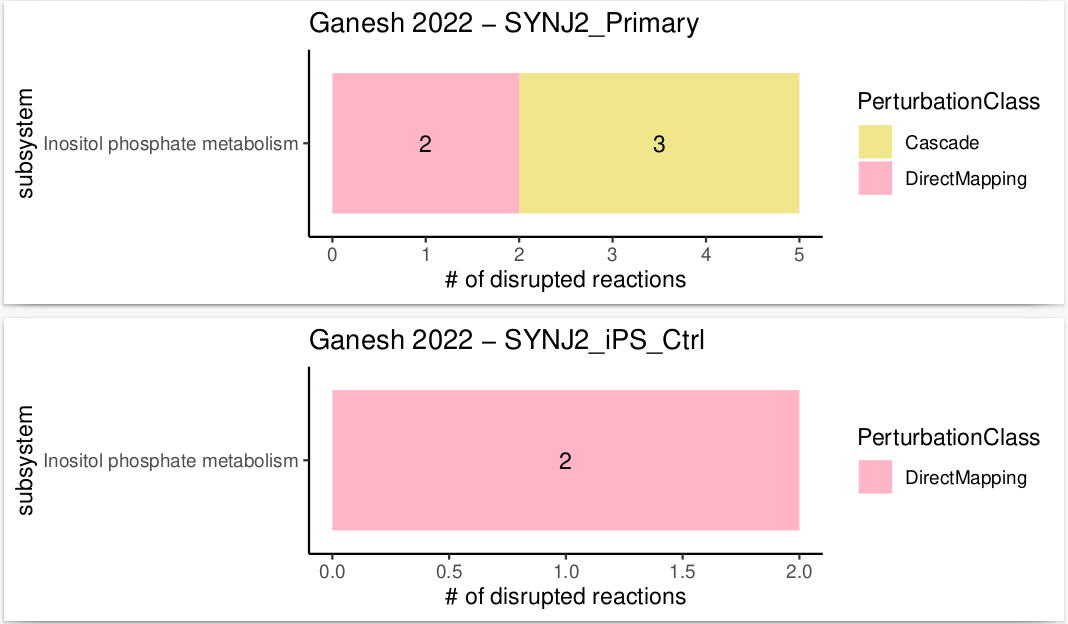 Ganesh 2022 – SYNJ2_Primary
subsystem
Inositol phosphate metabolism
2
3
0 1 2 3 4 5
# of disrupted reactions
PerturbationClass
Cascade
DirectMapping
Ganesh 2022 – SYNJ2_iPS_Ctrl
subsystem
Inositol phosphate metabolism
2
0.0 0.5 1.0 1.5 2.0
# of disrupted reactions
PerturbationClass
DirectMapping